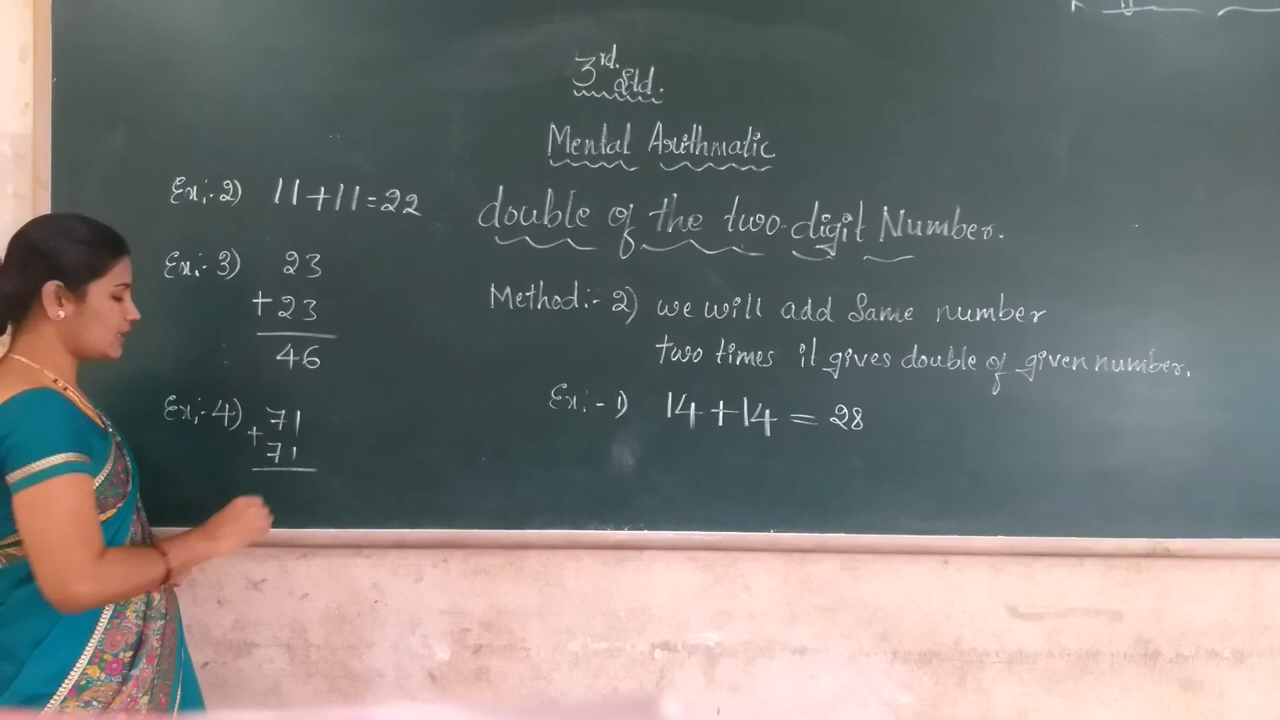 3rd. Std.
Mental Arithmatic
double of the two digit Number.
Method:- 2) we will add Same number
two times it gives double of given number.
Ex:- 1) 14+14 = 28
Ex:- 2) 11+11=22
Ex:- 3) 23
+23
46
Ex:- 4) 71
+71